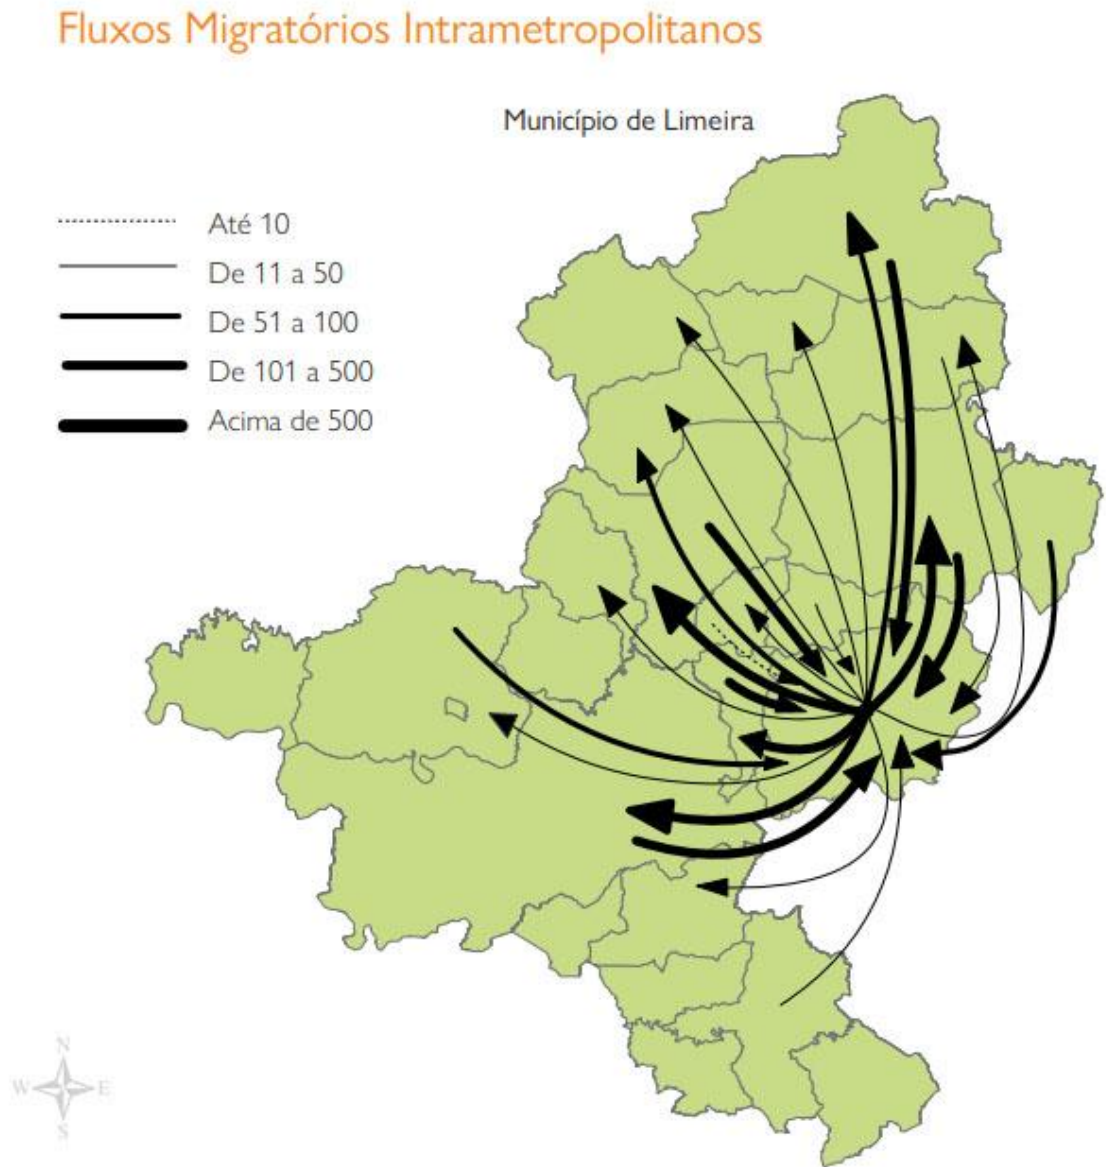 Fluxos Migratórios Intrametropolitanos
Município de Limeira
Até 10
De 11 a 50
De 51 a 100
De 101 a 500
Acima de 500
N
W E
S